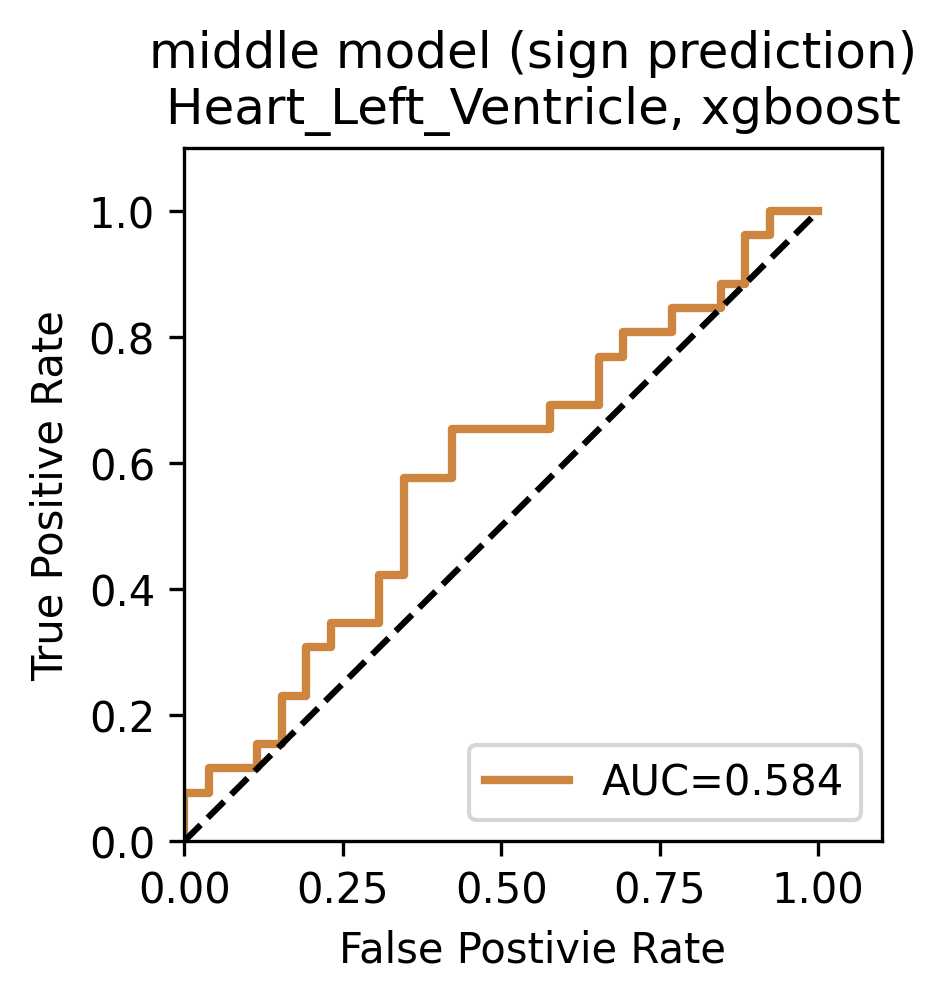 middle model (sign prediction)
Heart_Left_Ventricle, xgboost
1.0
0.8
0.6
0.4
0.2
0.0
True Positive Rate
AUC=0.584
0.00 0.25 0.50 0.75 1.00
False Postivie Rate